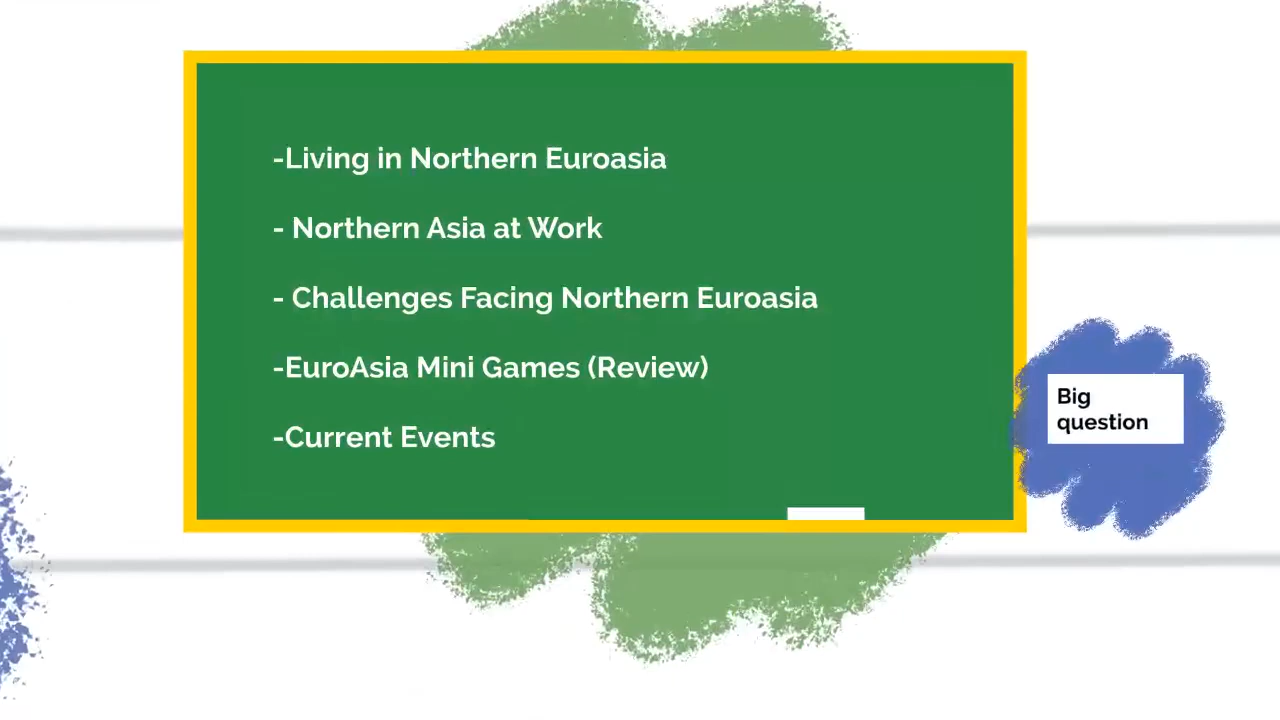 -Living in Northern Euroasia
- Northern Asia at Work
- Challenges Facing Northern Euroasia
-EuroAsia Mini Games (Review)
-Current Events
Big
question